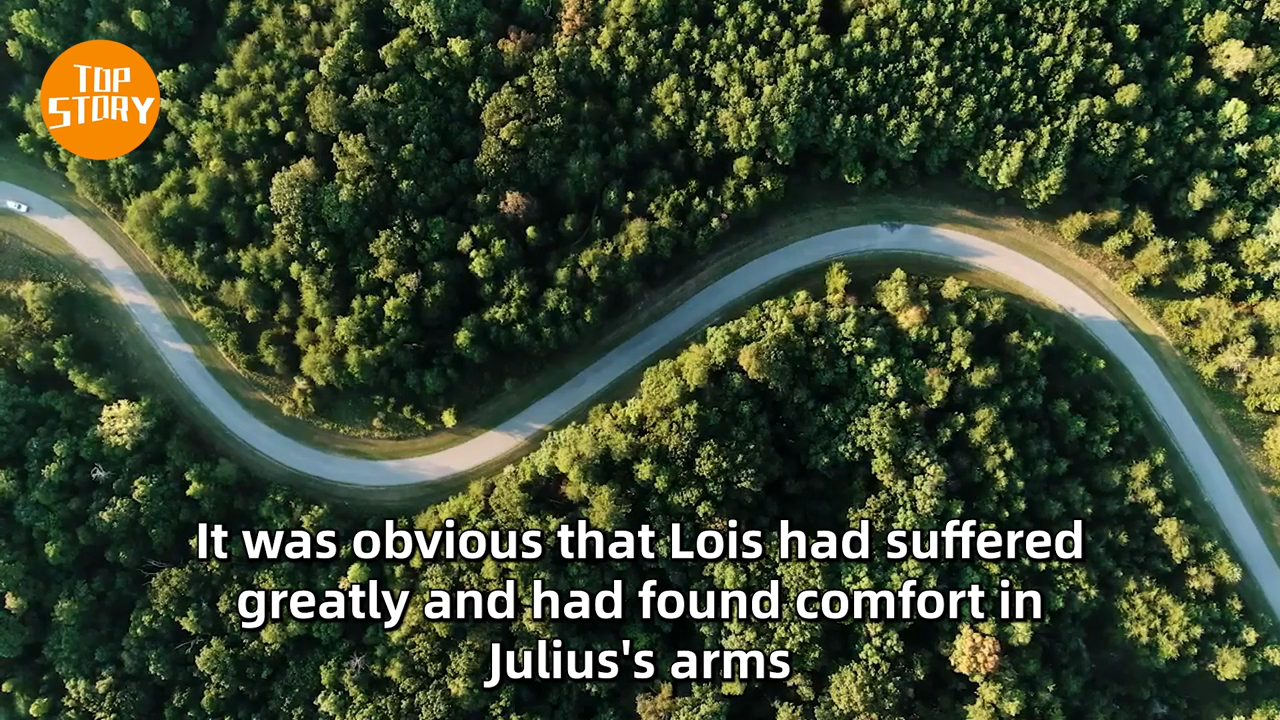 TOP
STORY
It was obvious that Lois had suffered
greatly and had found comfort in
Julius's arms